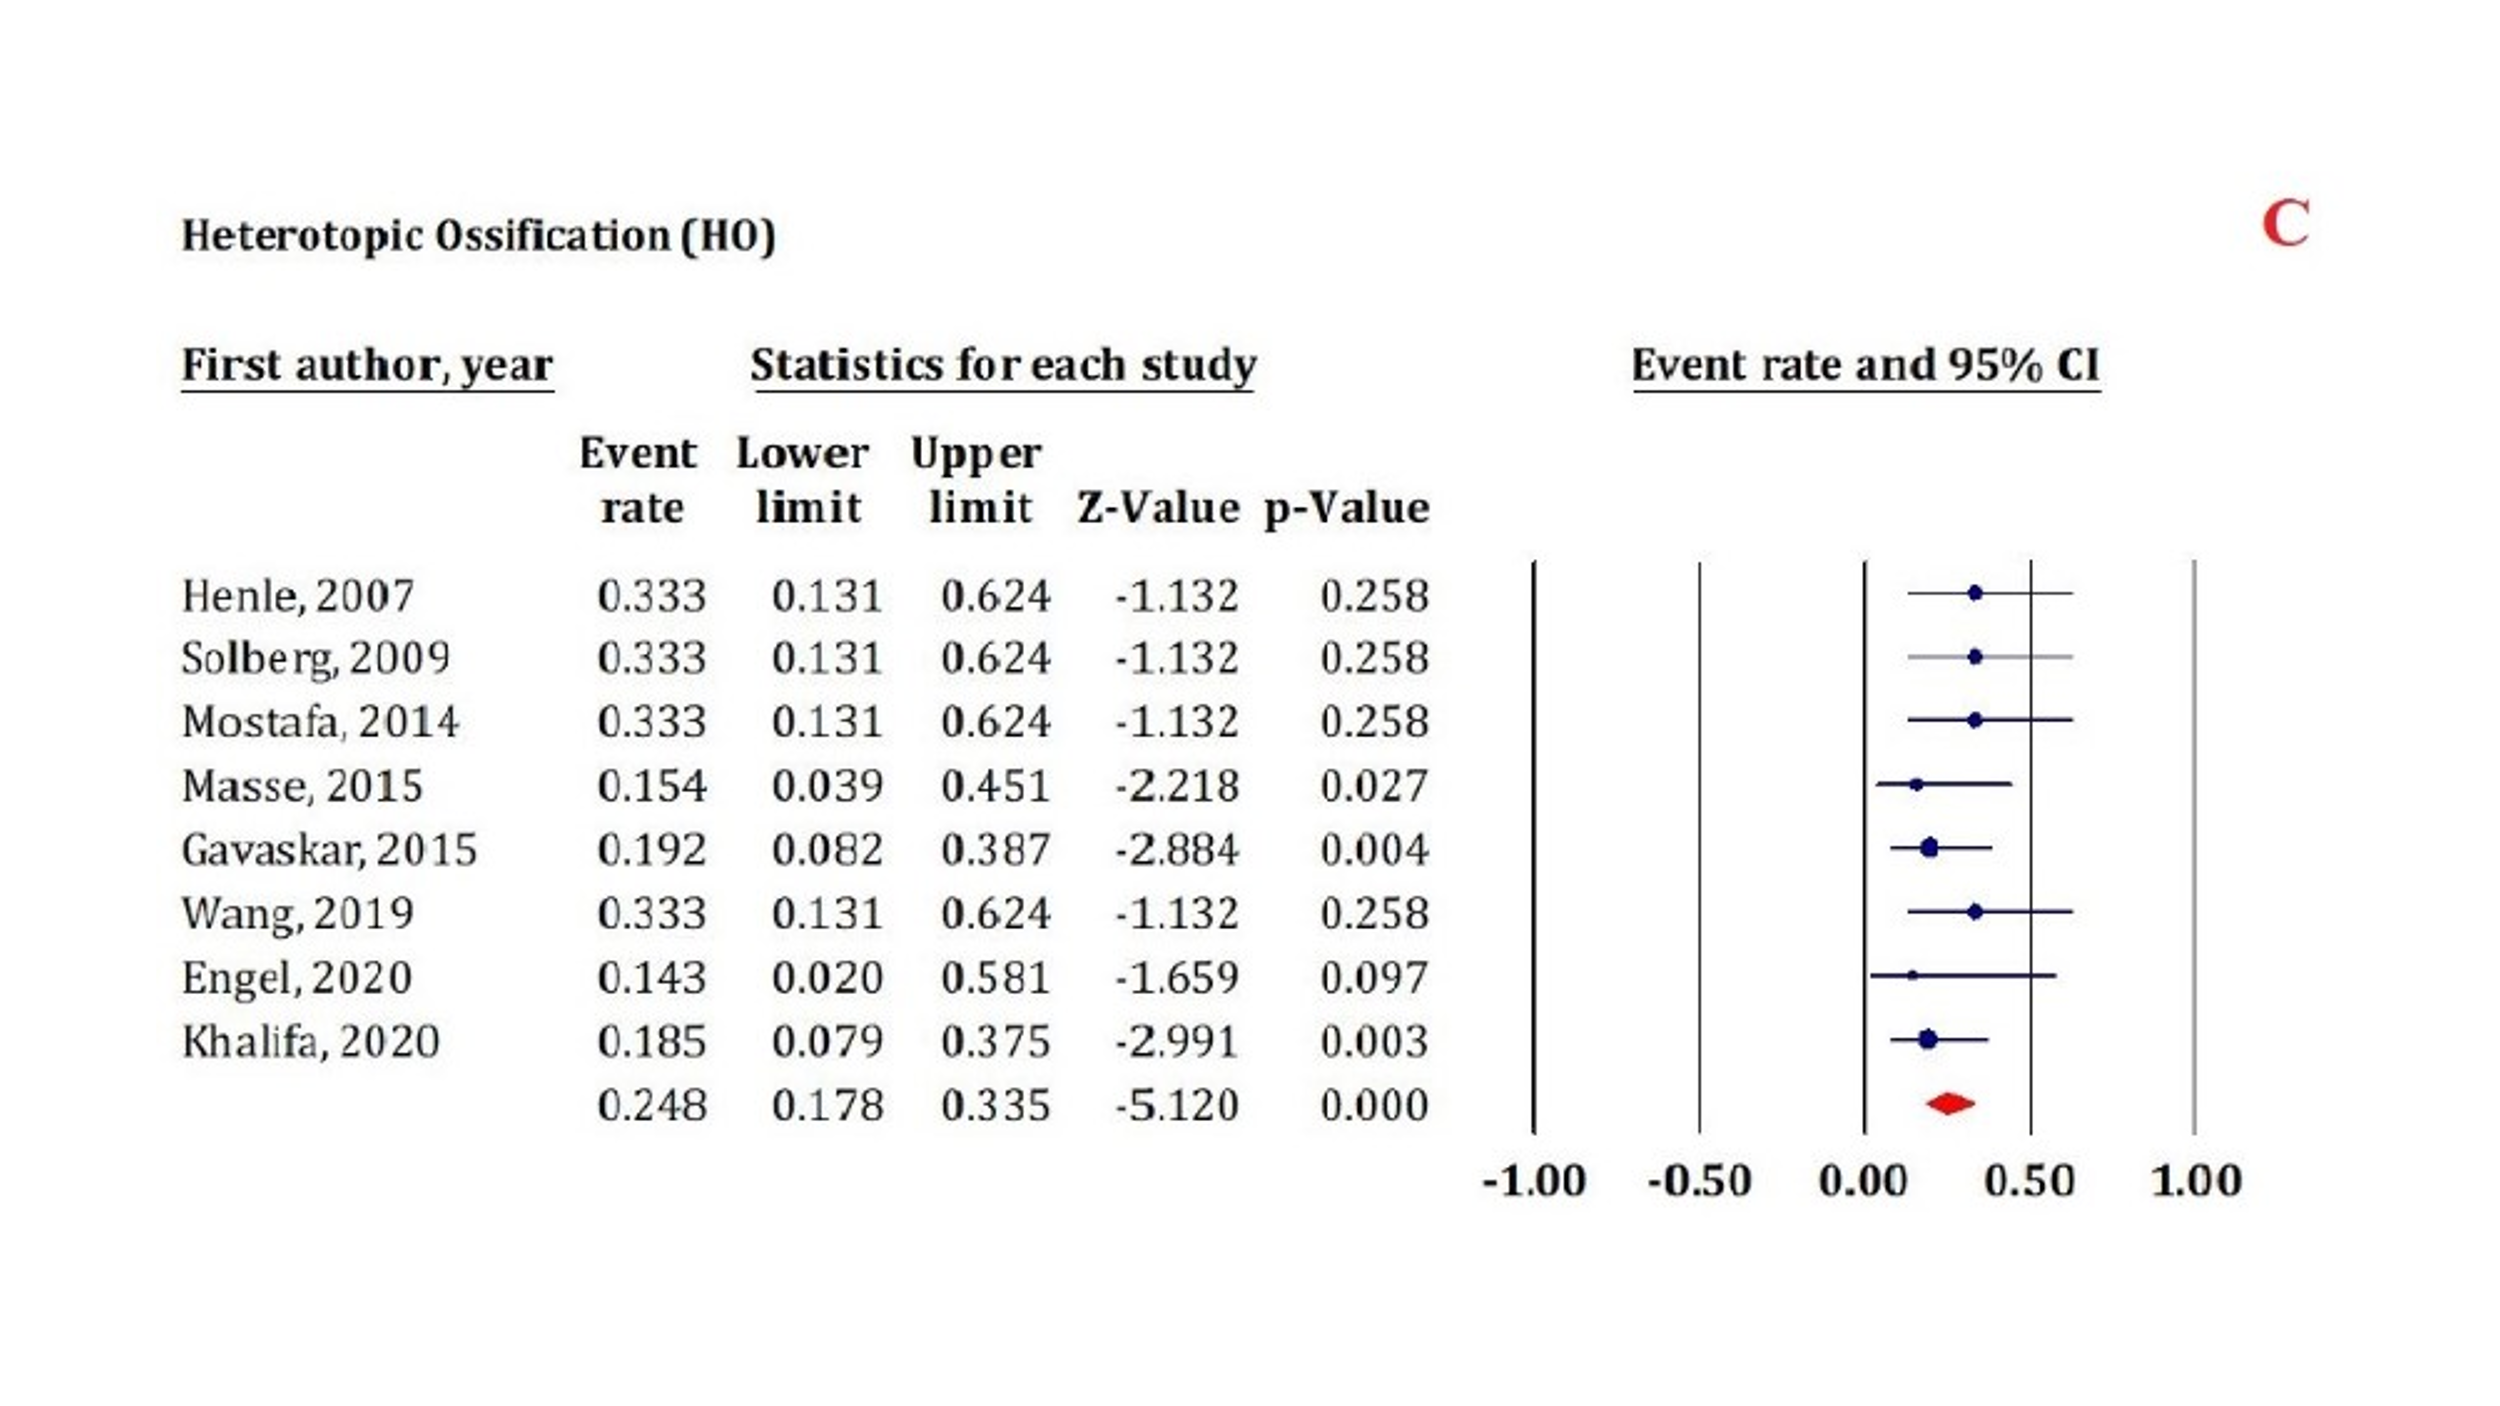 Heterotopic Ossification (HO)
C
First author, year Statistics for each study Event rate and 95% CI
Event Lower Upper
rate limit limit Z-Value p-Value
Henle, 2007 0.333 0.131 0.624 -1.132 0.258
Solberg, 2009 0.333 0.131 0.624 -1.132 0.258
Mostafa, 2014 0.333 0.131 0.624 -1.132 0.258
Masse, 2015 0.154 0.039 0.451 -2.218 0.027
Gavaskar, 2015 0.192 0.082 0.387 -2.884 0.004
Wang, 2019 0.333 0.131 0.624 -1.132 0.258
Engel, 2020 0.143 0.020 0.581 -1.659 0.097
Khalifa, 2020 0.185 0.079 0.375 -2.991 0.003
0.248 0.178 0.335 -5.120 0.000
-1.00 -0.50 0.00 0.50 1.00